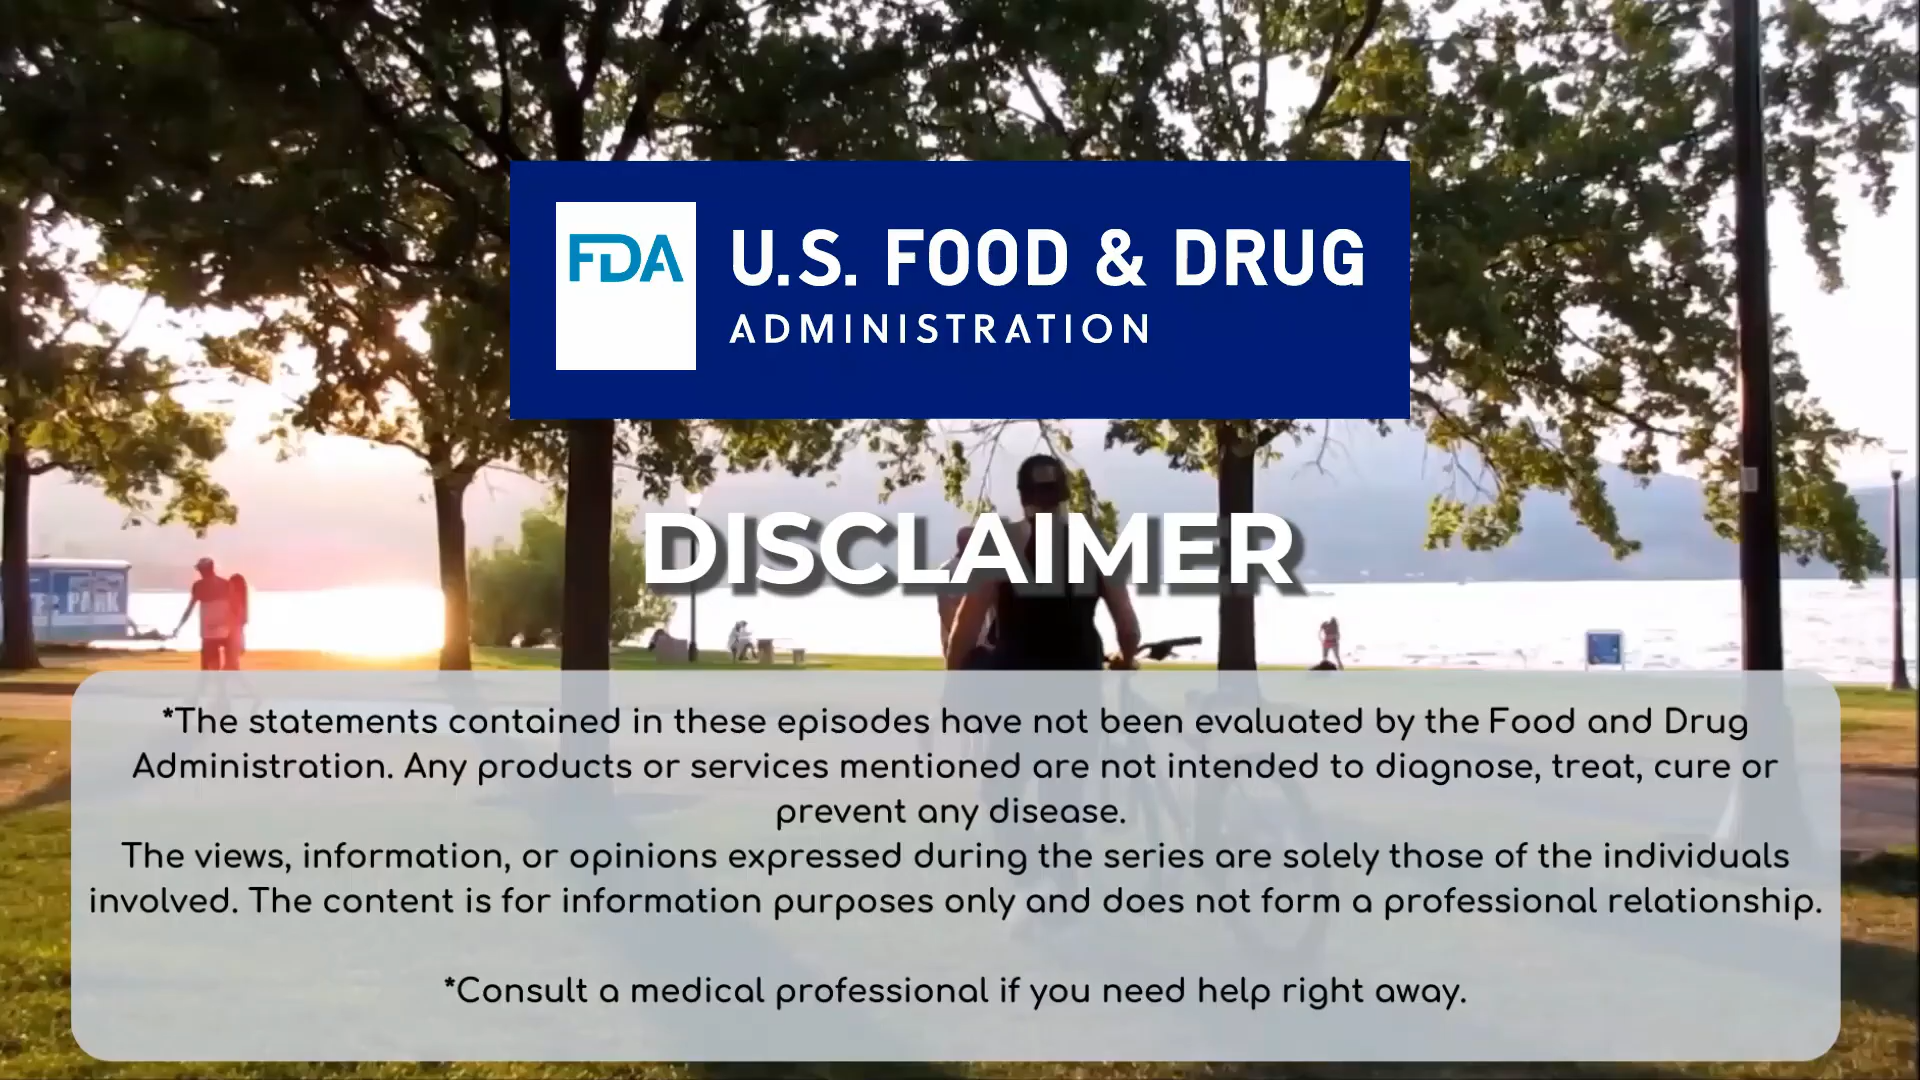 FDA
U.S. FOOD & DRUG
ADMINISTRATION
DISCLAIMER
PARK
*The statements contained in these episodes have not been evaluated by the Food and Drug
Administration. Any products or services mentioned are not intended to diagnose, treat, cure or
prevent any disease.
The views, information, or opinions expressed during the series are solely those of the individuals
involved. The content is for information purposes only and does not form a professional relationship.
*Consult a medical professional if you need help right away.